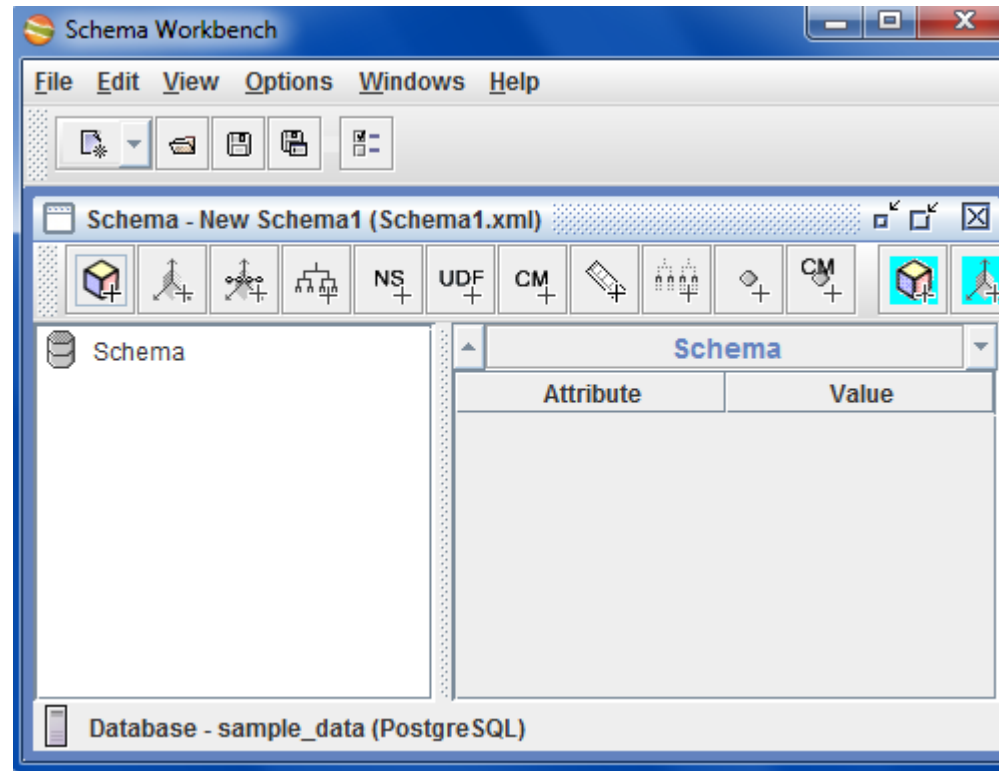 Schema Workbench
File Edit View Options Windows Help
Schema - New Schema1 (Schema1.xml)
NS UDF CM CM
Schema Schema
Attribute Value
Database - sample_data (PostgreSQL)